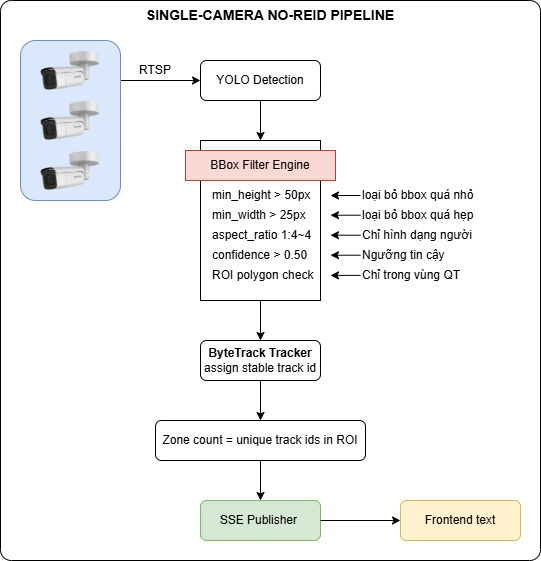 SINGLE-CAMERA NO-REID PIPELINE
RTSP
YOLO Detection
BBox Filter Engine
min_height > 50px
loại bỏ bbox quá nhỏ
min_width > 25px
loại bỏ bbox quá hẹp
aspect_ratio 1:4~4
Chỉ hình dạng người
confidence > 0.50
Ngưỡng tin cậy
ROI polygon check
Chỉ trong vùng QT
ByteTrack Tracker
assign stable track id
Zone count = unique track ids in ROI
SSE Publisher
Frontend text